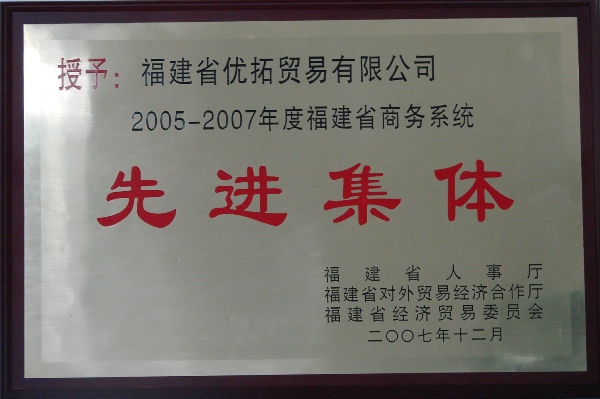 授予：福建省优拓贸易有限公司
2005-2007年度福建省商务系统
先进集体
福建省人事厅
福建省对外贸易经济合作厅
福建省经济贸易委员会
二〇〇七年十二月